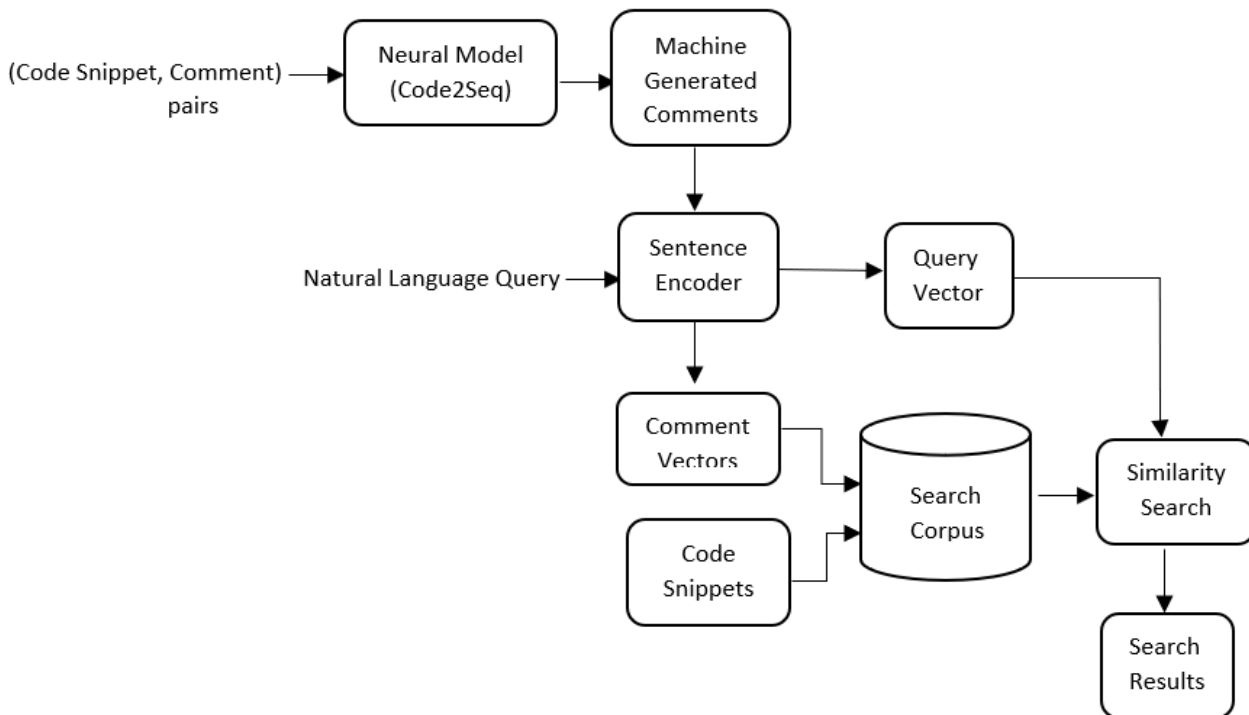 (Code Snippet, Comment)
pairs
Neural Model
(Code2Seq)
Machine
Generated
Comments
Natural Language Query
Sentence
Encoder
Query
Vector
Comment
Vectors
Code
Snippets
Search
Corpus
Similarity
Search
Search
Results